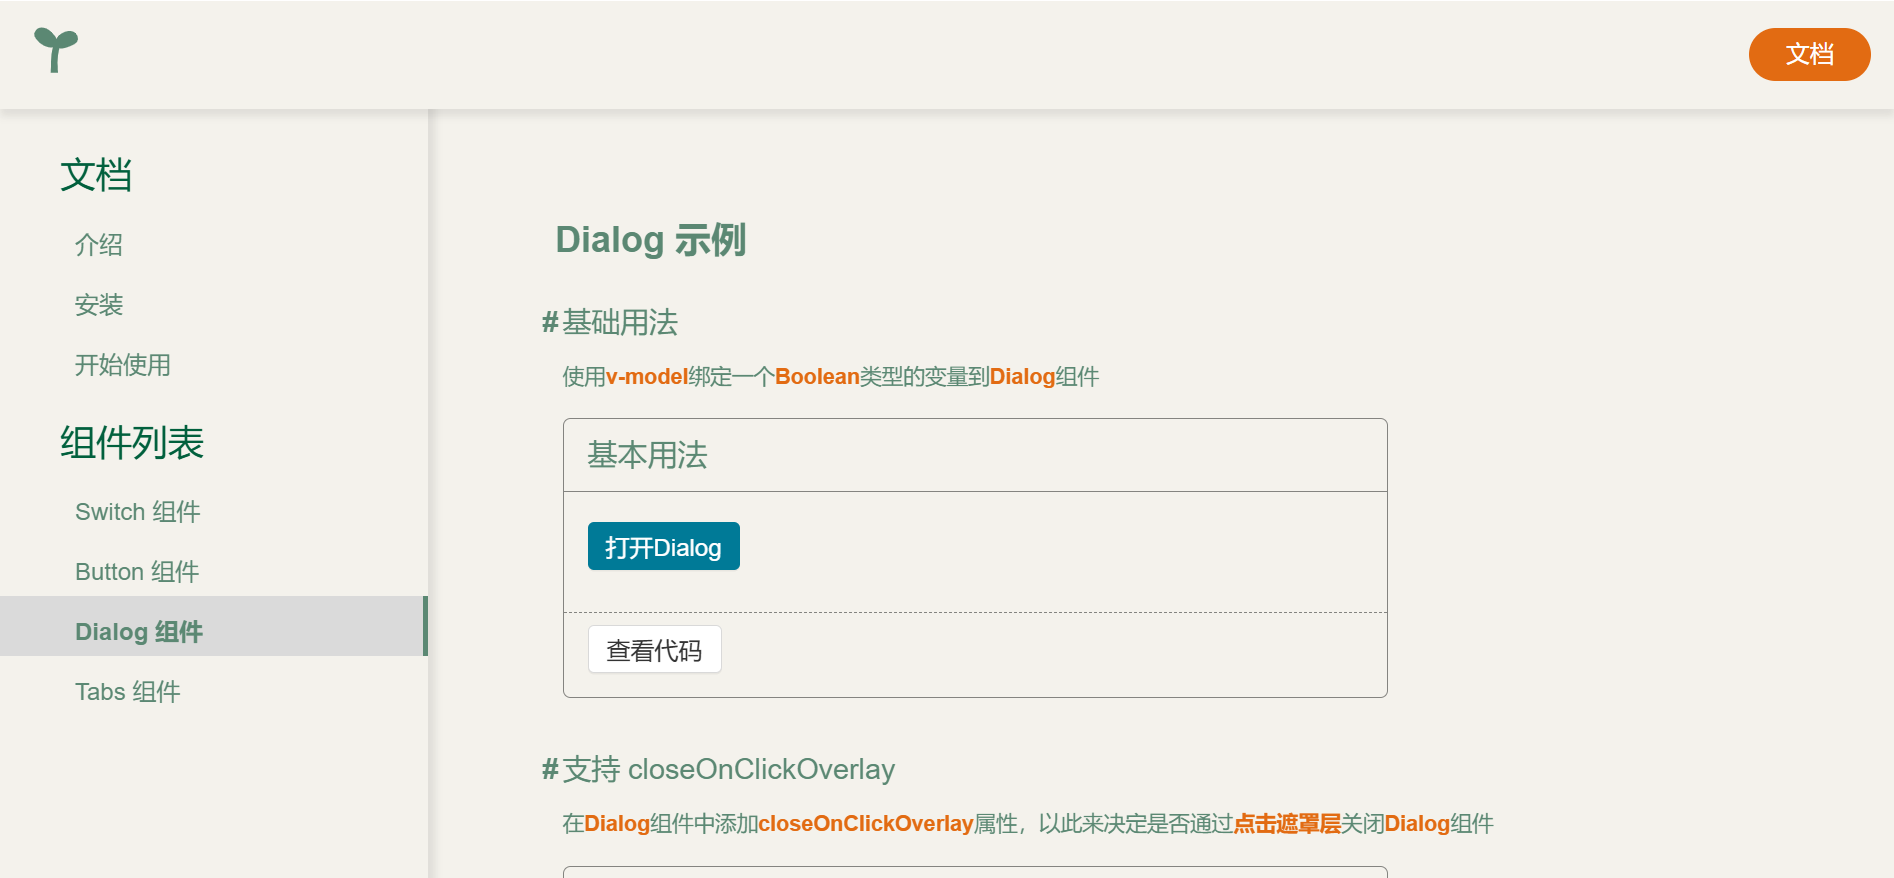 文档
文档
介绍
安装
开始使用
组件列表
Switch 组件
Button 组件
Dialog 组件
Tabs 组件
Dialog 示例
#基础用法
使用v-model绑定一个Boolean类型的变量到Dialog组件
基本用法
打开Dialog
查看代码
#支持 closeOnClickOverlay
在Dialog组件中添加closeOnClickOverlay属性，以此来决定是否通过点击遮罩层关闭Dialog组件